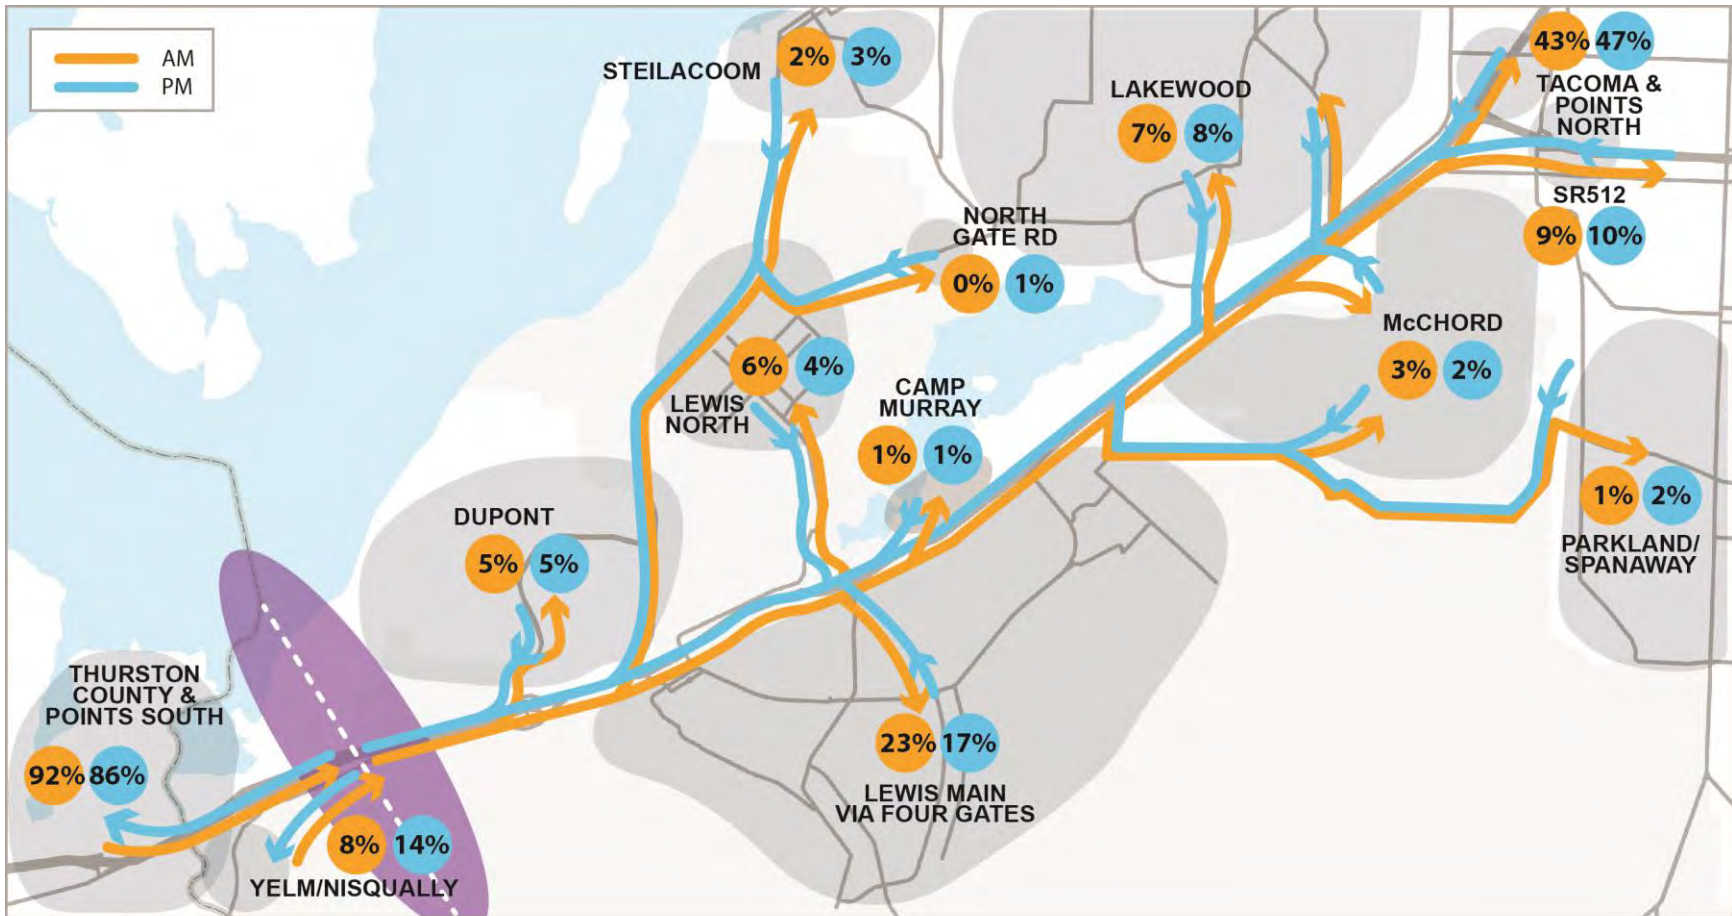 AM
PM
STEILACOOM
2% 3%
LAKEWOOD
7% 8%
43% 47%
TACOMA &
POINTS
NORTH
SR512
9% 10%
NORTH
GATE RD
0% 1%
McCHORD
3% 2%
6% 4%
LEWIS
NORTH
CAMP
MURRAY
1% 1%
1% 2%
PARKLAND/
SPANAWAY
DUPONT
5% 5%
THURSTON
COUNTY &
POINTS SOUTH
92% 86%
23% 17%
LEWIS MAIN
VIA FOUR GATES
8% 14%
YELM/NISQUALLY